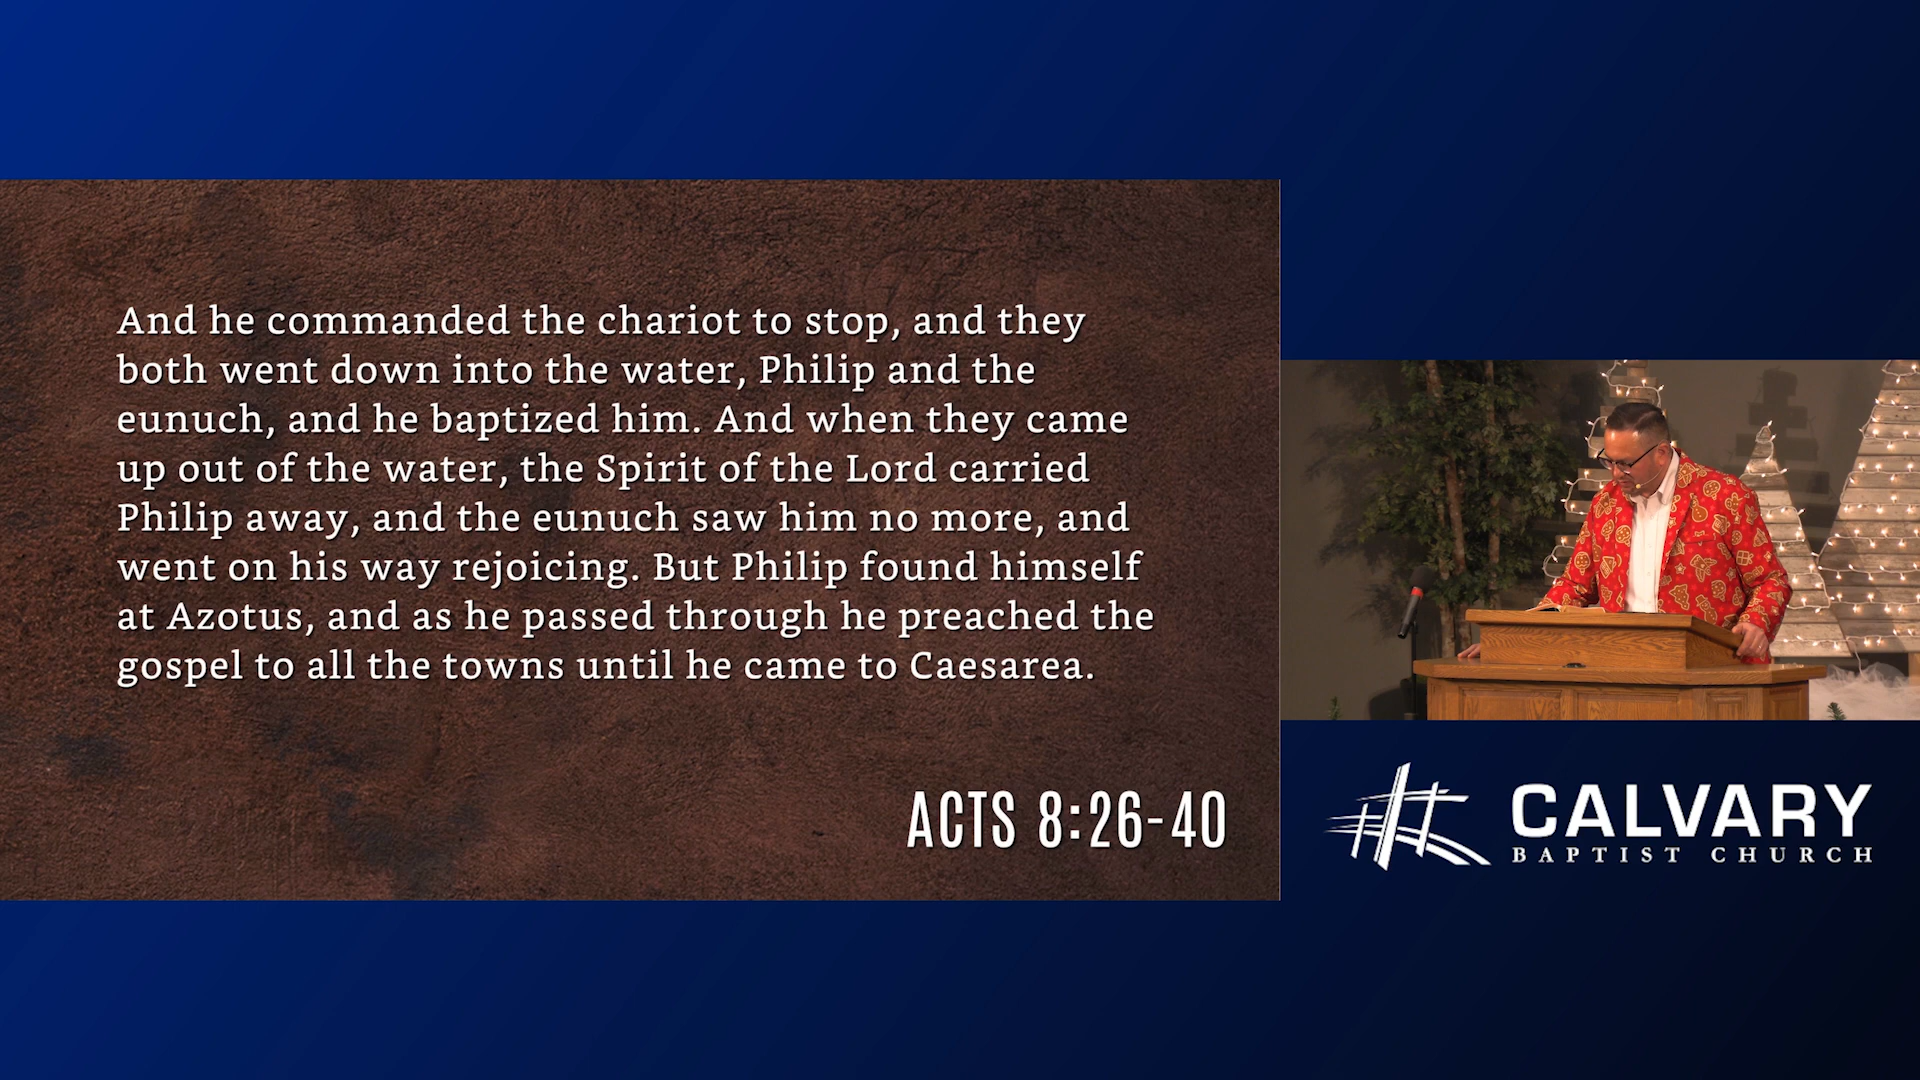 And he commanded the chariot to stop, and they
both went down into the water, Philip and the
eunuch, and he baptized him. And when they came
up out of the water, the Spirit of the Lord carried
Philip away, and the eunuch saw him no more, and
went on his way rejoicing. But Philip found himself
at Azotus, and as he passed through he preached the
gospel to all the towns until he came to Caesarea.
ACTS 8:26-40
CALVARY
BAPTIST CHURCH